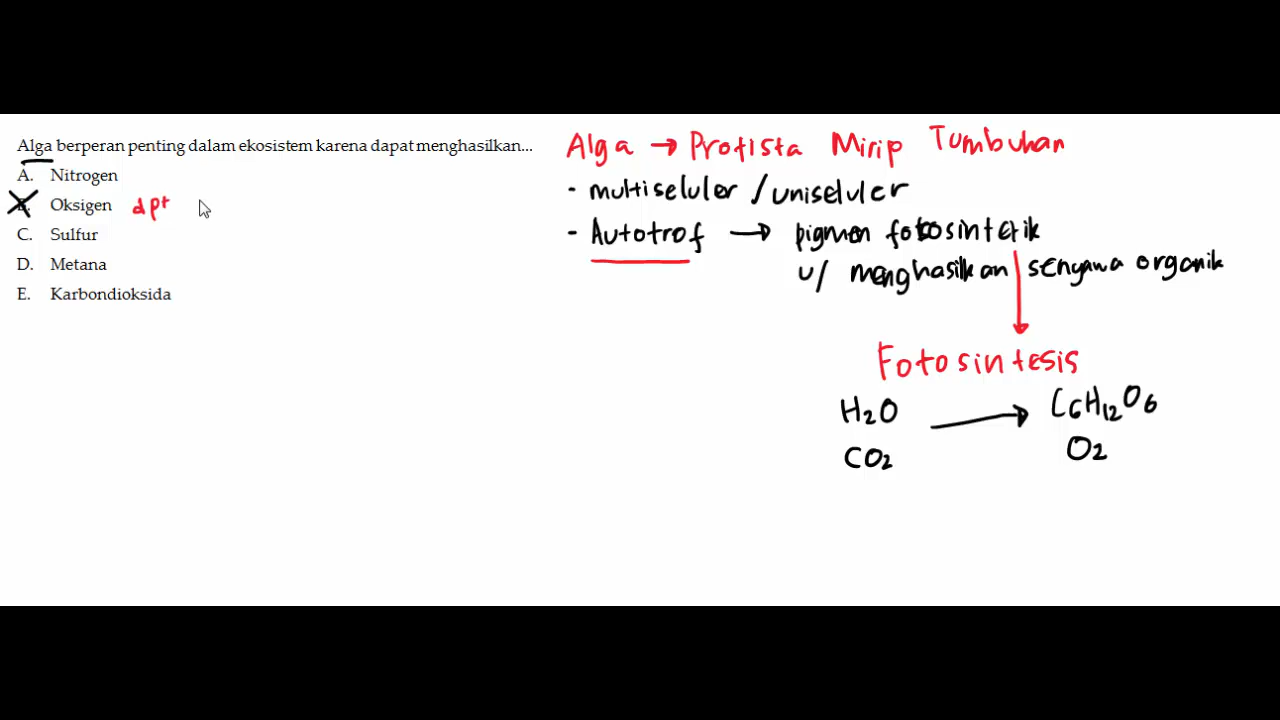 Alga berperan penting dalam ekosistem karena dapat menghasilkan...
A. Nitrogen
B. Oksigen dpt
C. Sulfur
D. Metana
E. Karbondioksida
Alga → Protista Mirip Tumbuhan
- multiseluler / uniseluler
- Autotrof → pigmen fotosintetik
u/ menghasilkan senyawa organik
Fotosintesis
H2O → C6H12O6
CO2 O2